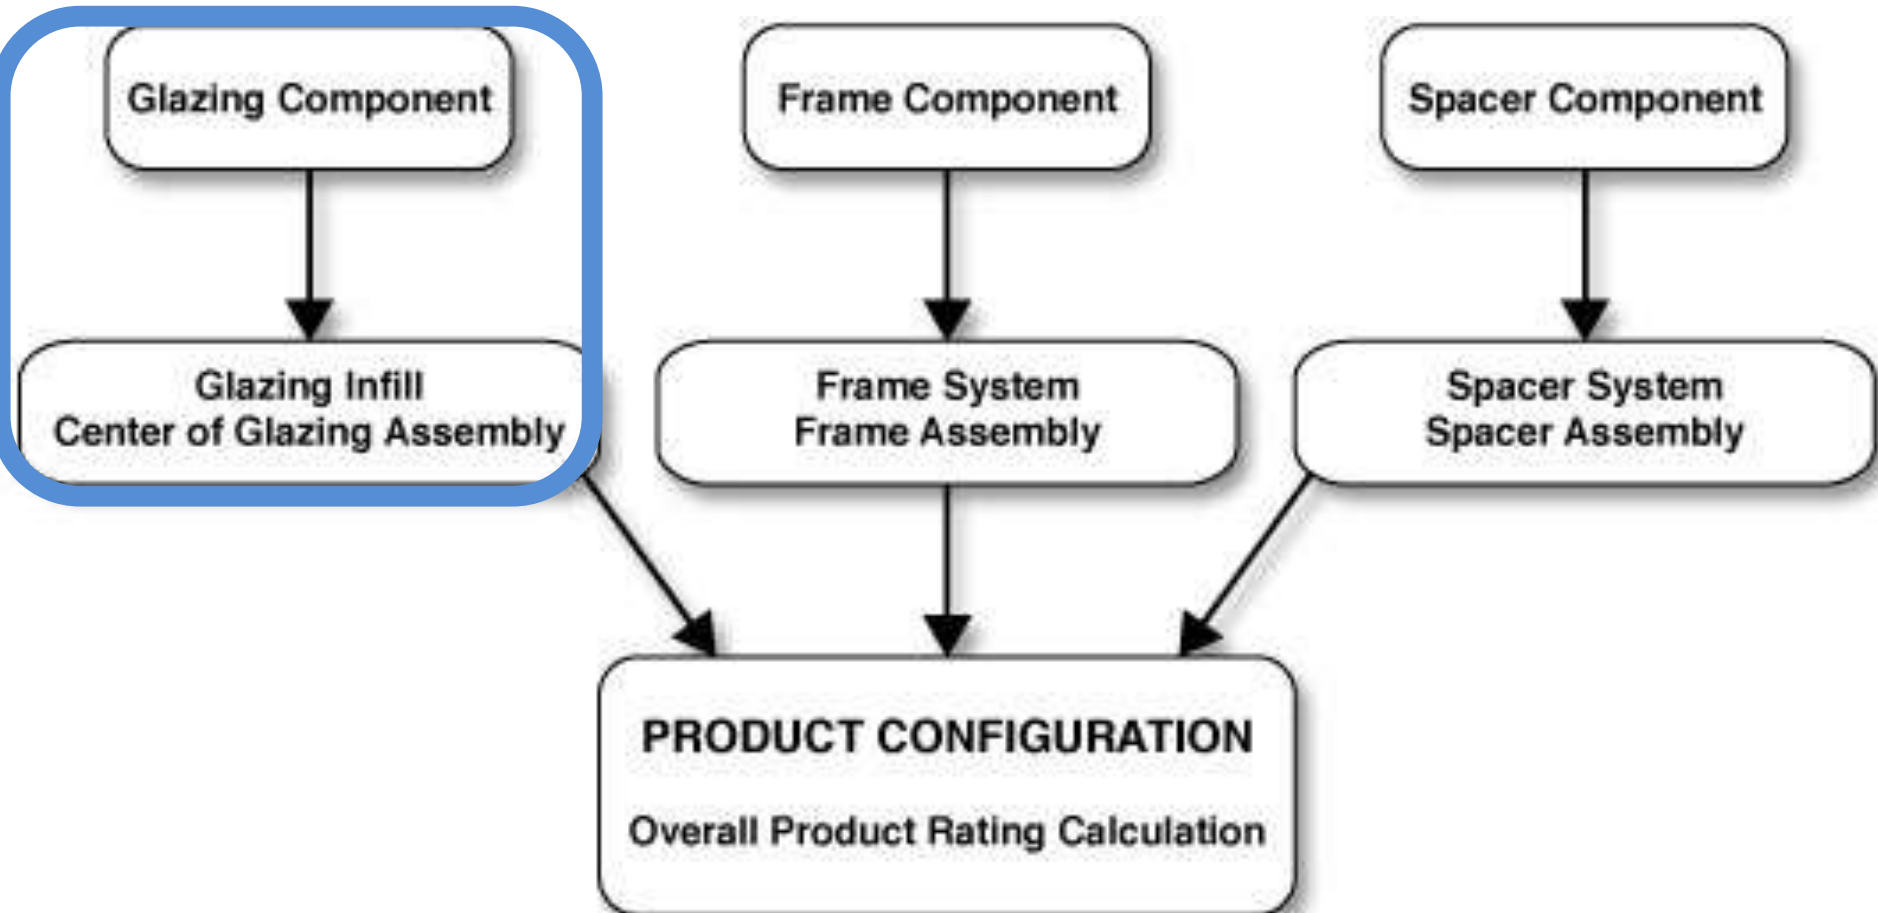 Glazing Component
Frame Component
Spacer Component
Glazing Infill
Center of Glazing Assembly
Frame System
Frame Assembly
Spacer System
Spacer Assembly
PRODUCT CONFIGURATION
Overall Product Rating Calculation